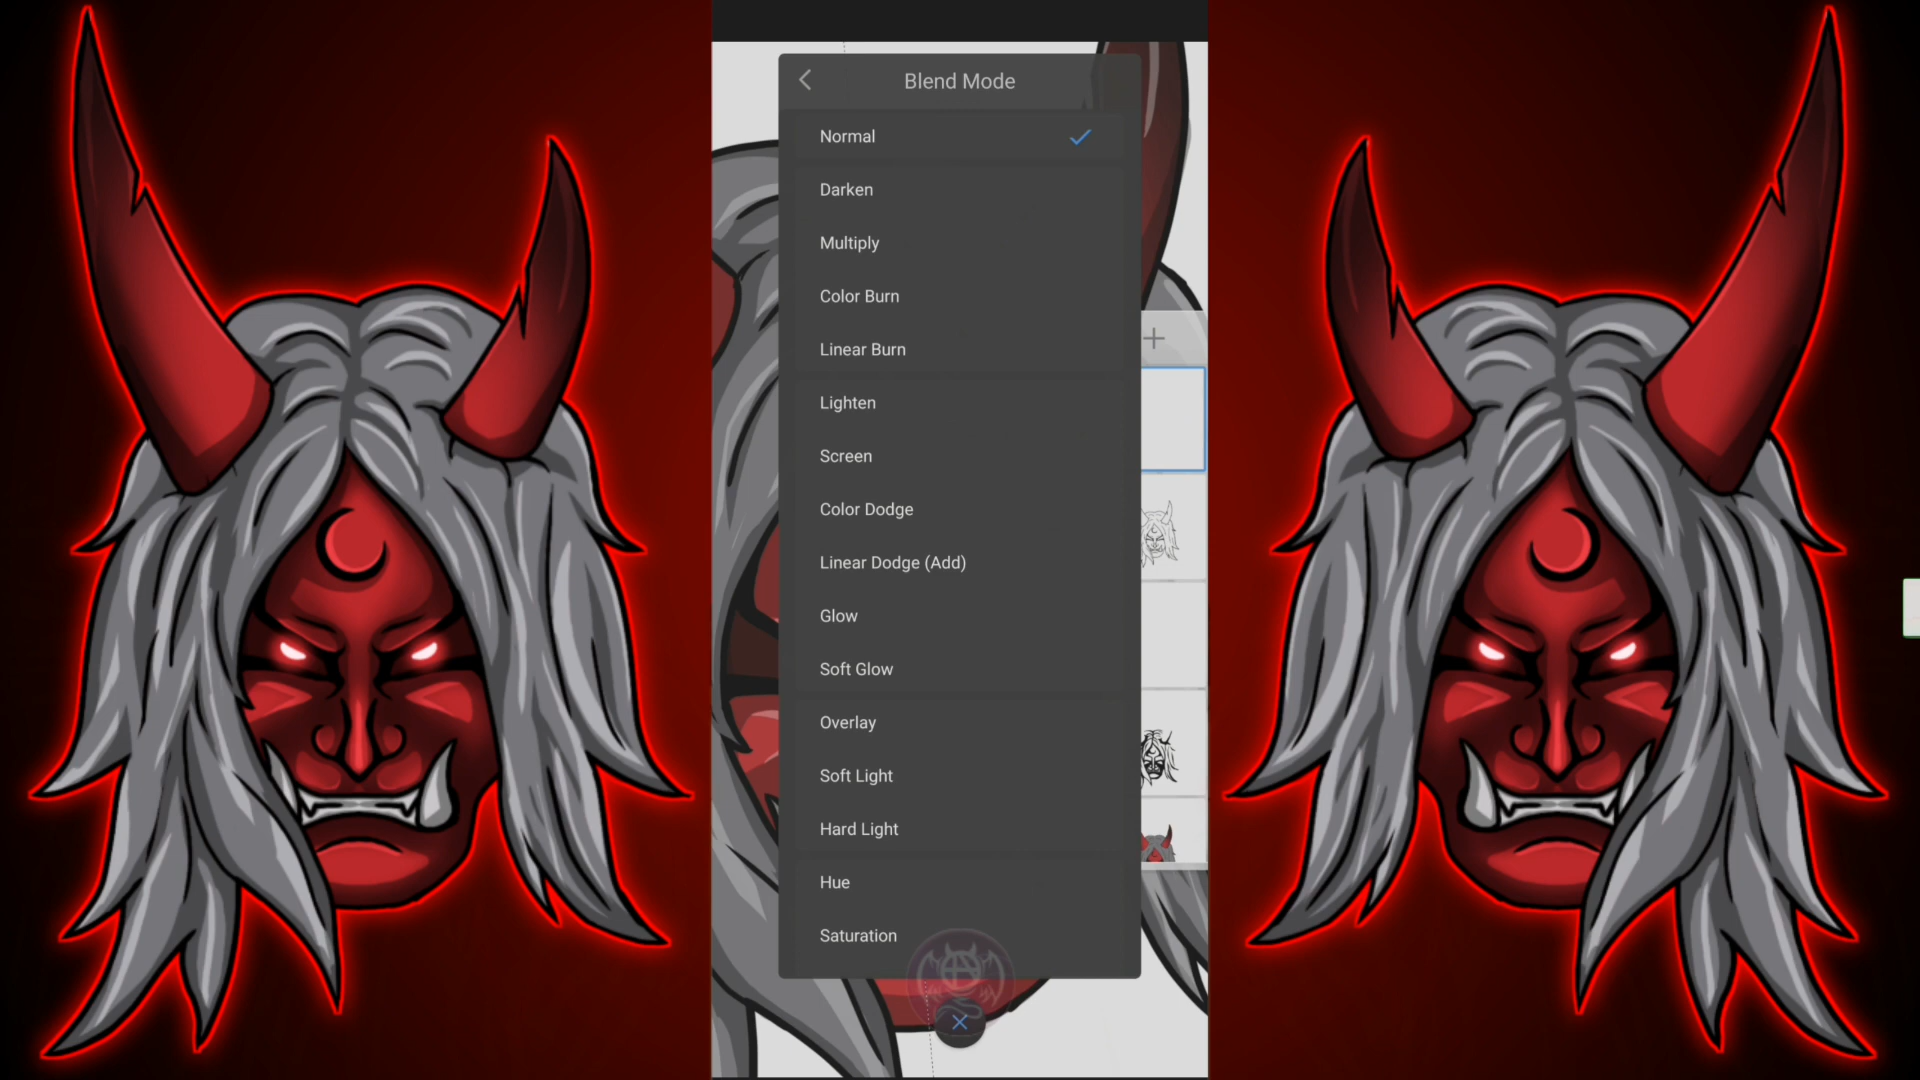 Blend Mode
Normal
Darken
Multiply
Color Burn
Linear Burn
Lighten
Screen
Color Dodge
Linear Dodge (Add)
Glow
Soft Glow
Overlay
Soft Light
Hard Light
Hue
Saturation